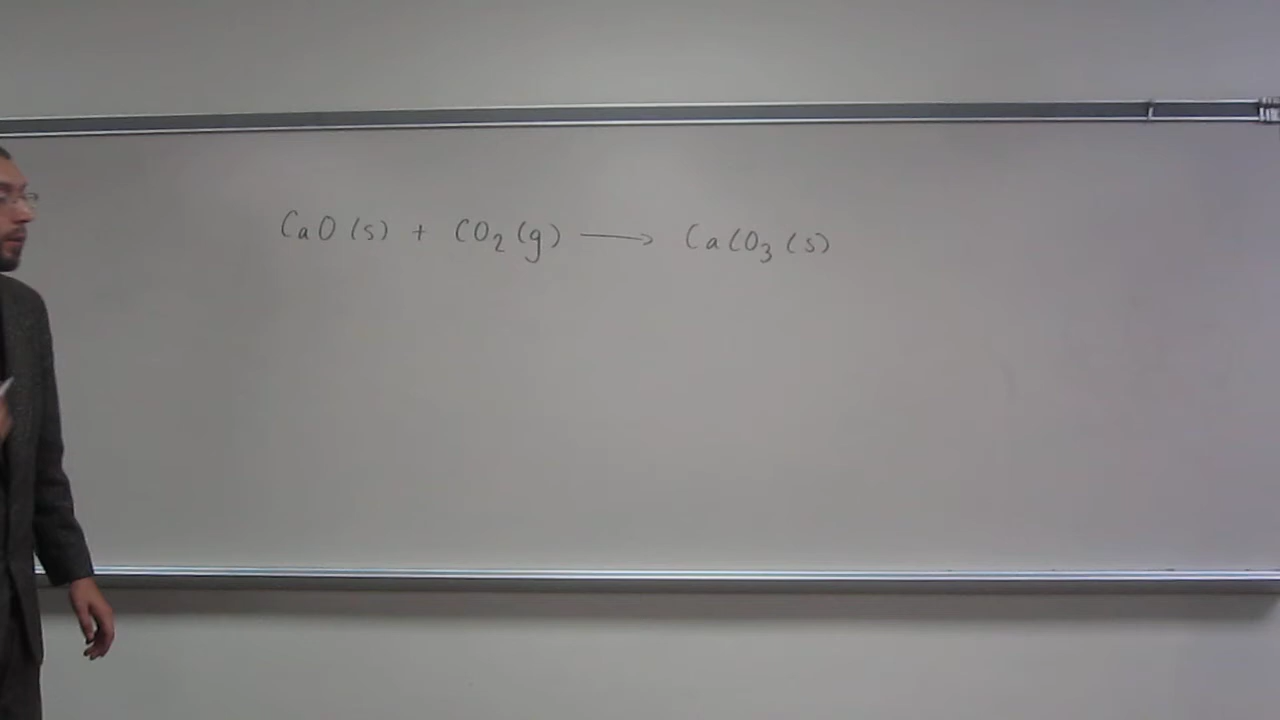 CaO (s) + CO₂ (g) ⟶ CaCO₃ (s)